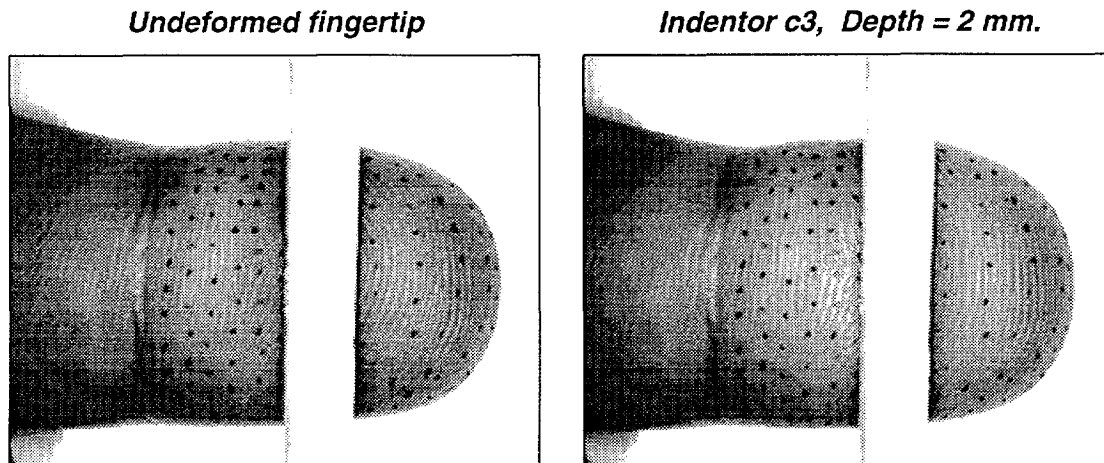 Undeformed fingertip
Indentor c3, Depth = 2 mm.